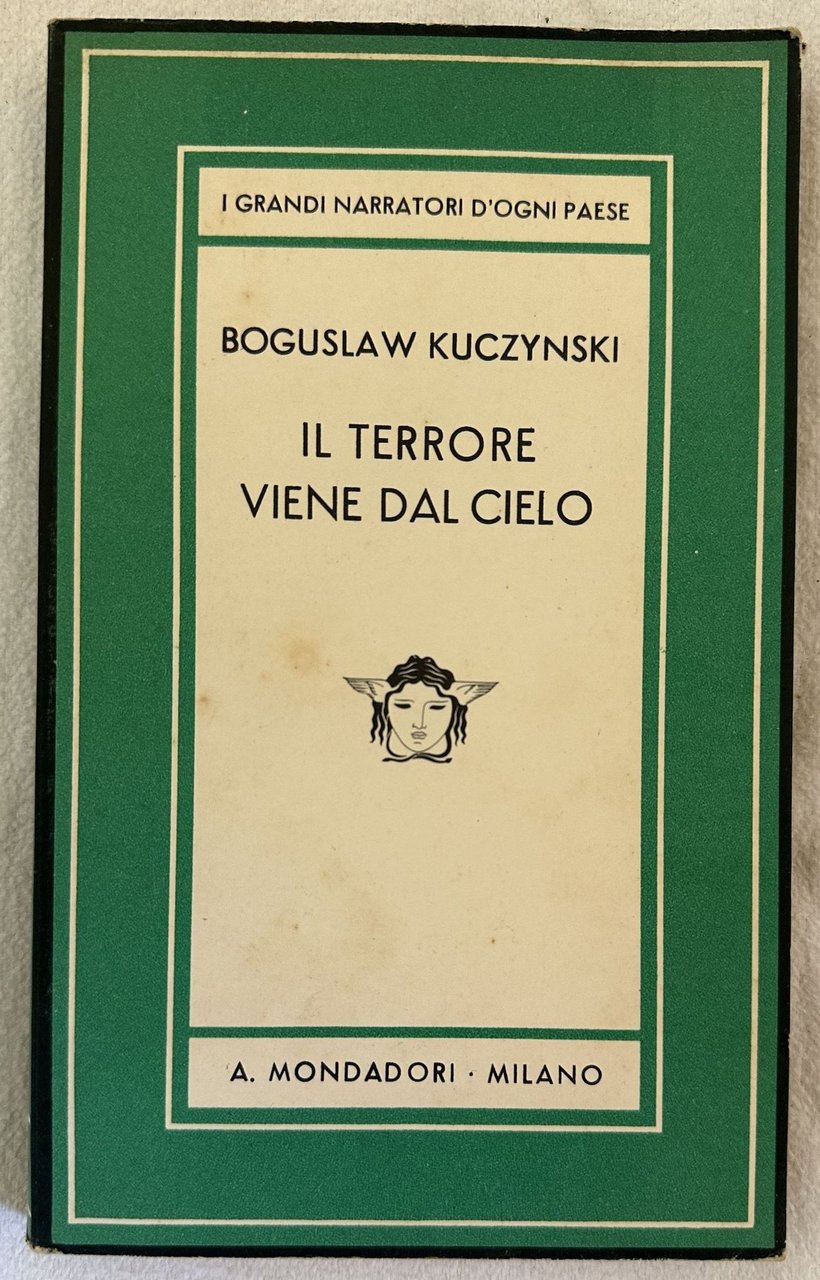 I GRANDI NARRATORI D'OGNI PAESE
BOGUSLAW KUCZYNSKI
IL TERRORE
VIENE DAL CIELO
A. MONDADORI · MILANO